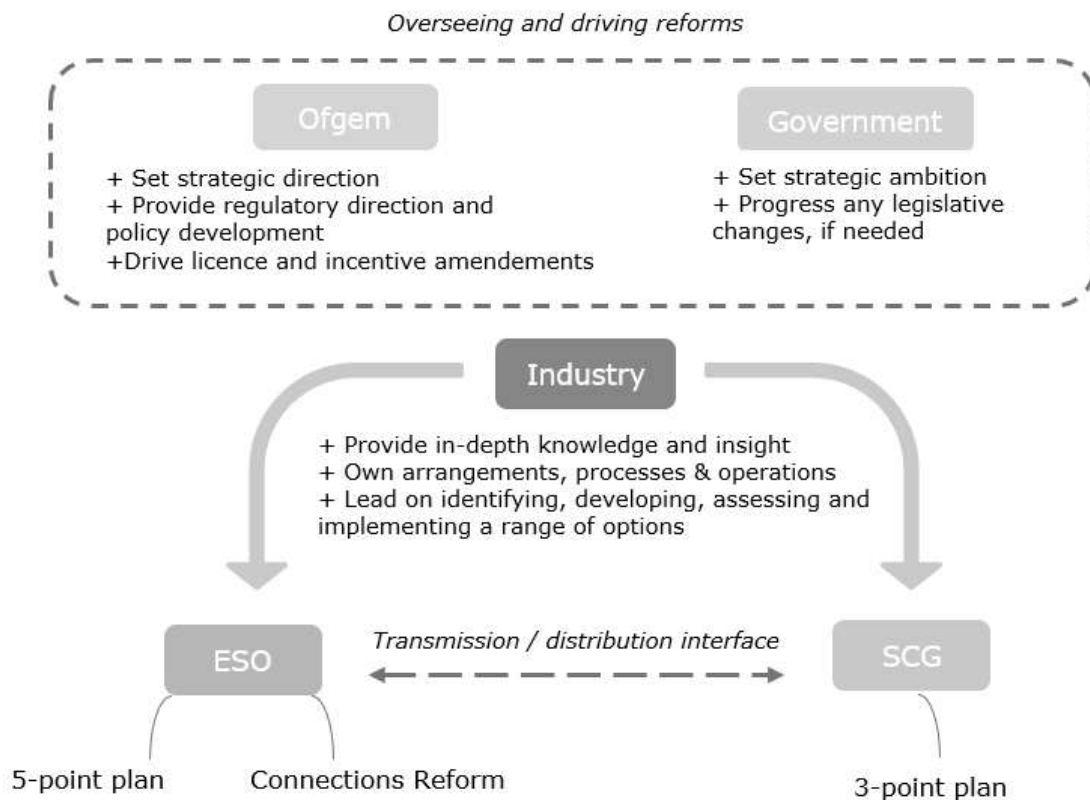 Overseeing and driving reforms
Ofgem
+ Set strategic direction
+ Provide regulatory direction and
policy development
+Drive licence and incentive amendements
Government
+ Set strategic ambition
+ Progress any legislative
changes, if needed
Industry
+ Provide in-depth knowledge and insight
+ Own arrangements, processes & operations
+ Lead on identifying, developing, assessing and
implementing a range of options
ESO
Transmission / distribution interface
SCG
5-point plan
Connections Reform
3-point plan